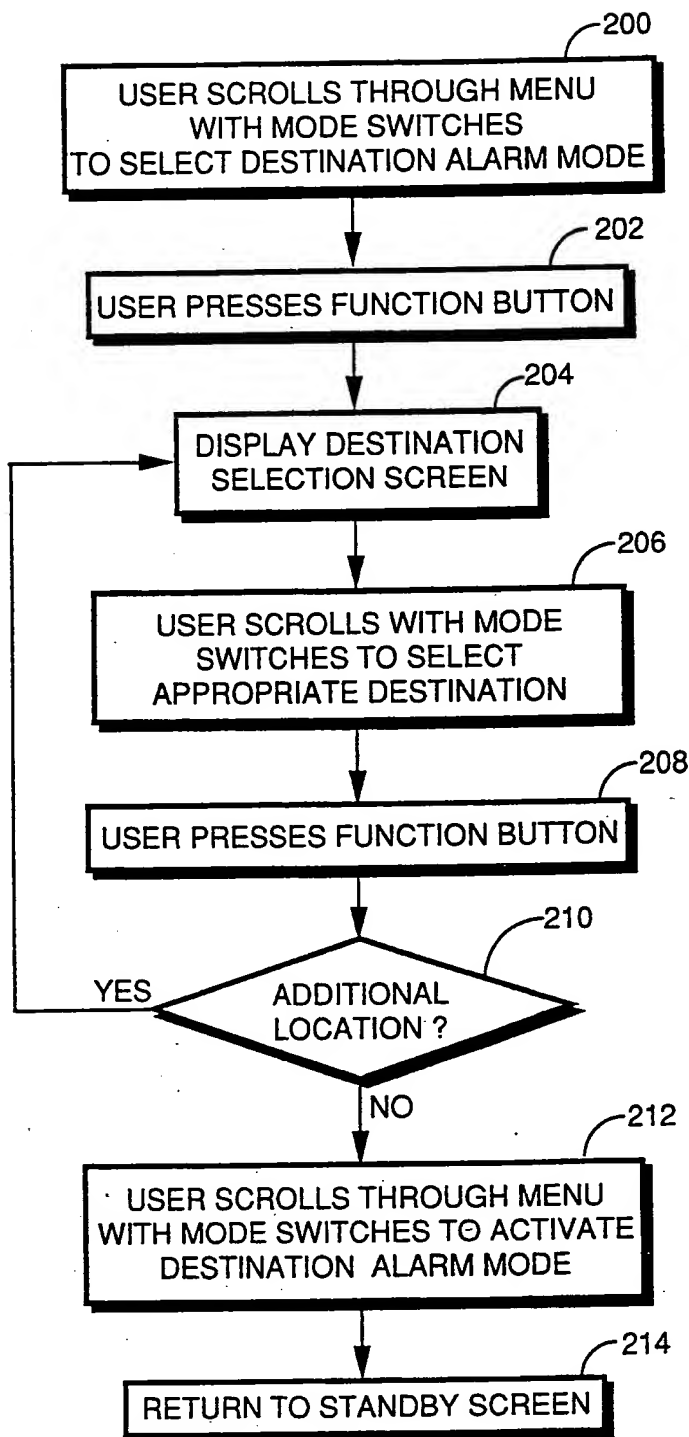 200
USER SCROLLS THROUGH MENU
WITH MODE SWITCHES
TO SELECT DESTINATION ALARM MODE
202
USER PRESSES FUNCTION BUTTON
204
DISPLAY DESTINATION
SELECTION SCREEN
206
USER SCROLLS WITH MODE
SWITCHES TO SELECT
APPROPRIATE DESTINATION
208
USER PRESSES FUNCTION BUTTON
210
YES
ADDITIONAL
LOCATION ?
NO
212
USER SCROLLS THROUGH MENU
WITH MODE SWITCHES TO ACTIVATE
DESTINATION ALARM MODE
214
RETURN TO STANDBY SCREEN